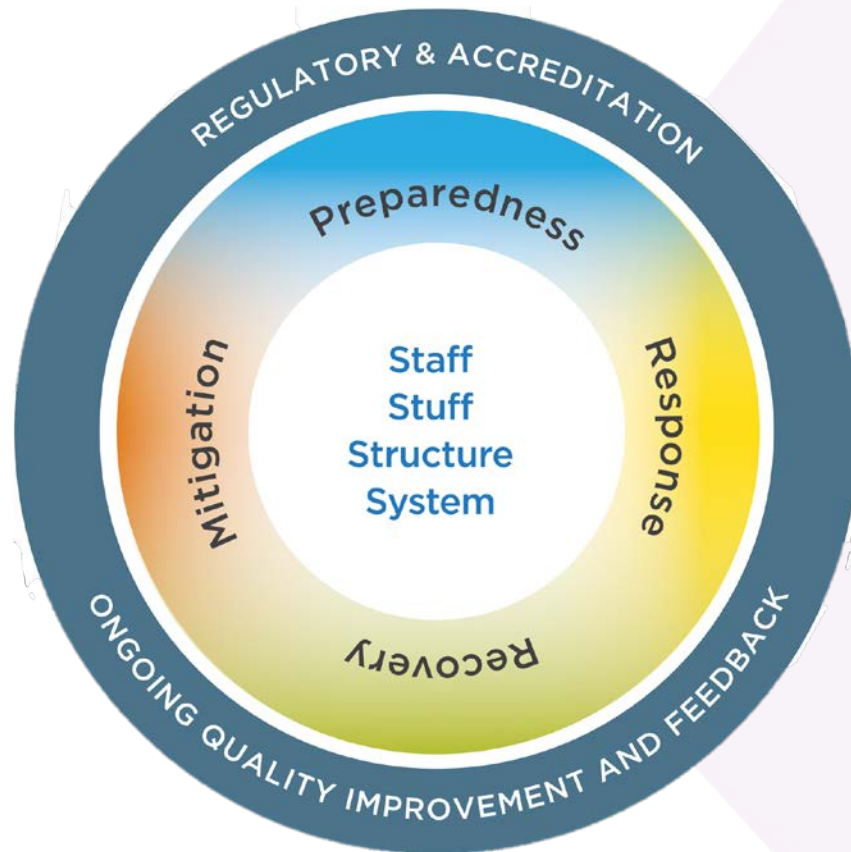 REGULATORY & ACCREDITATION
Preparedness
Mitigation
Response
Staff
Stuff
Structure
System
Recovery
ONGOING QUALITY IMPROVEMENT AND FEEDBACK